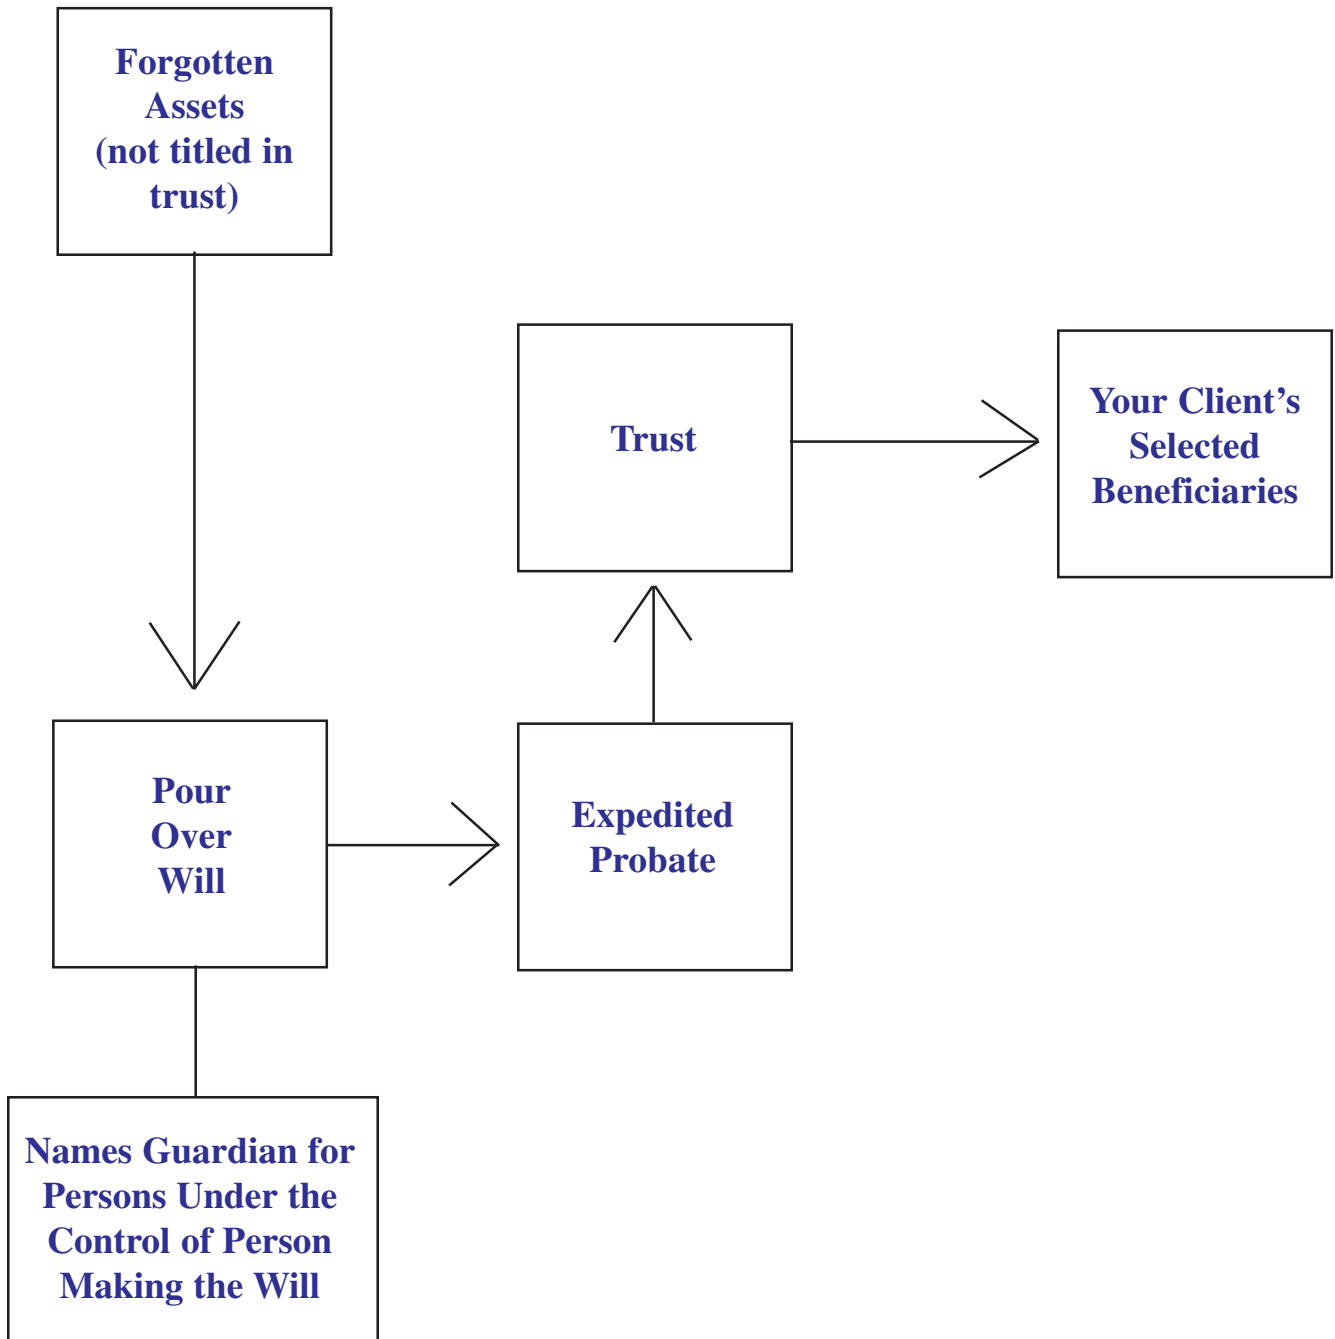 Forgotten
Assets
(not titled in
trust)
Trust
Your Client’s
Selected
Beneficiaries
Pour
Over
Will
Expedited
Probate
Names Guardian for
Persons Under the
Control of Person
Making the Will